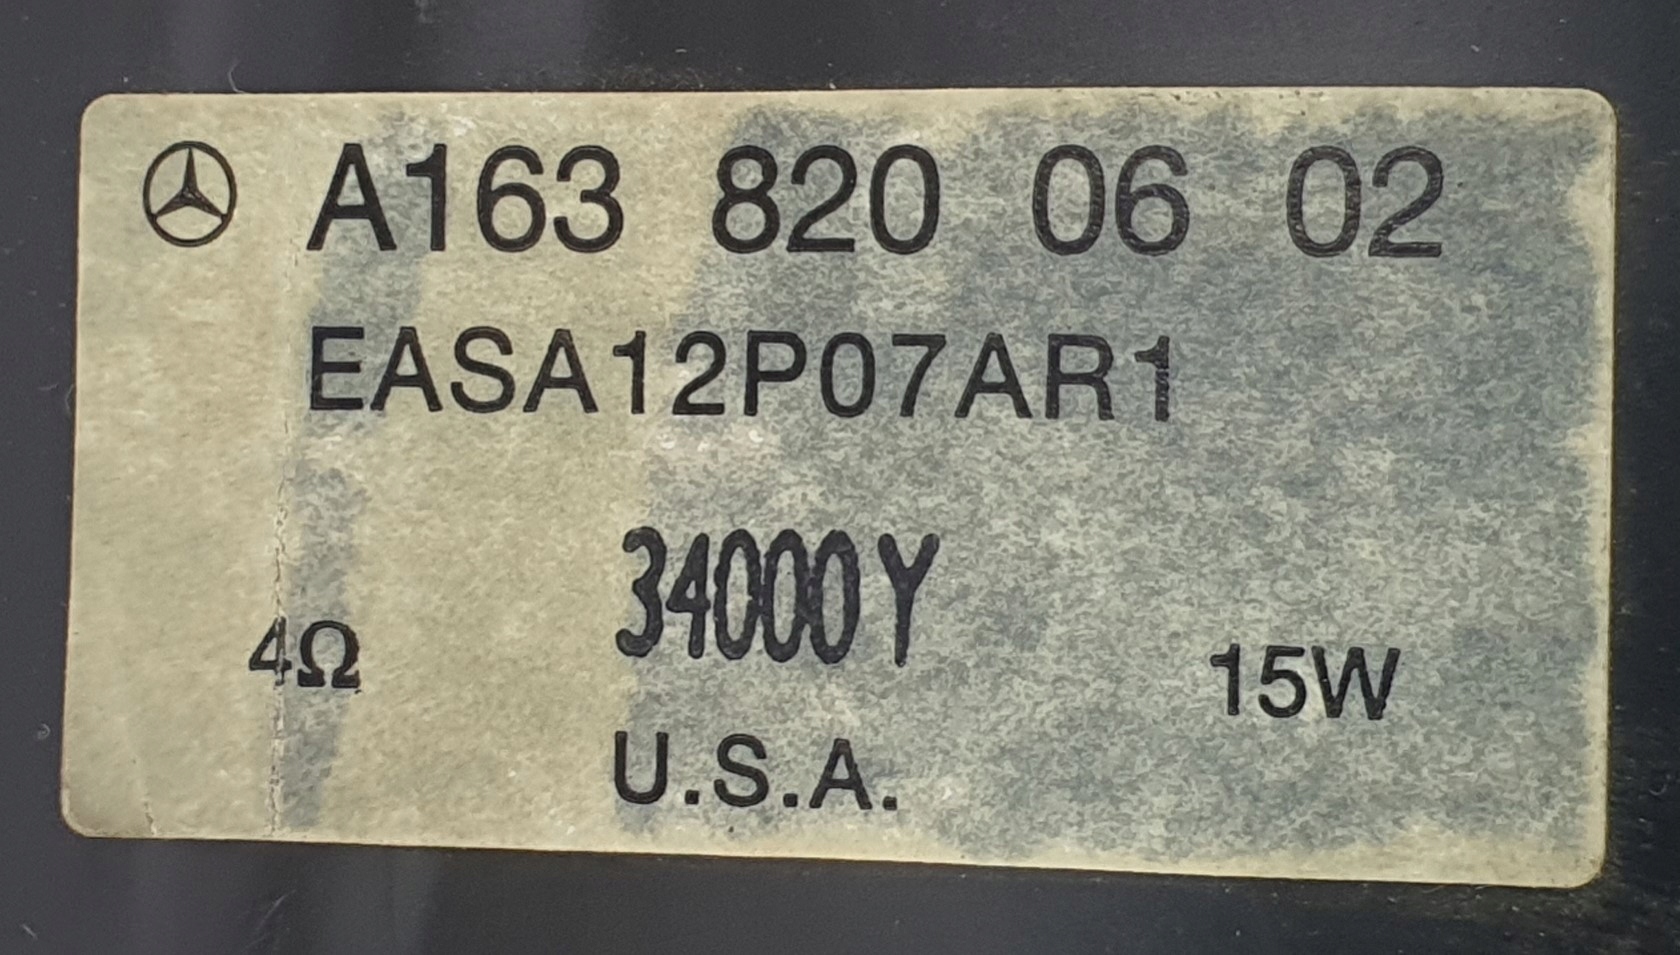 A163 820 06 02
EASA12P07AR1
34000Y
4Ω 15W
U.S.A.